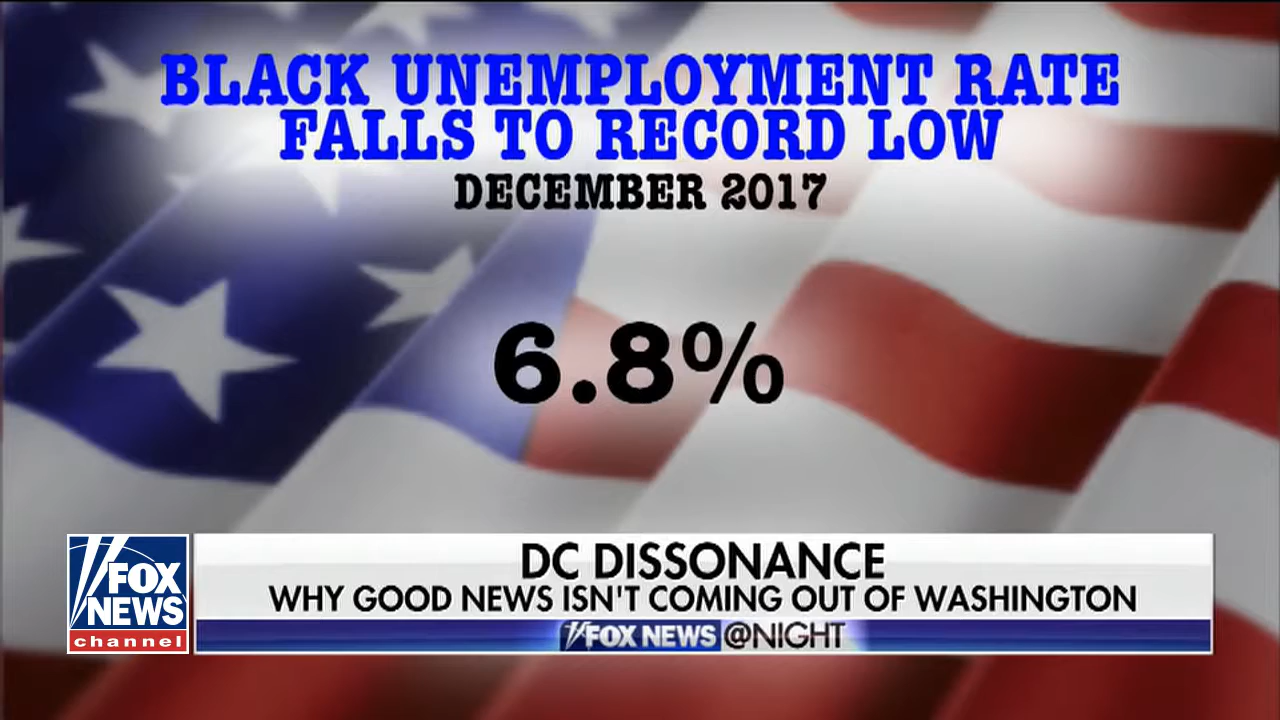 BLACK UNEMPLOYMENT RATE
FALLS TO RECORD LOW
DECEMBER 2017
6.8%
DC DISSONANCE
WHY GOOD NEWS ISN'T COMING OUT OF WASHINGTON
FOX NEWS @NIGHT
FOX
NEWS
channel